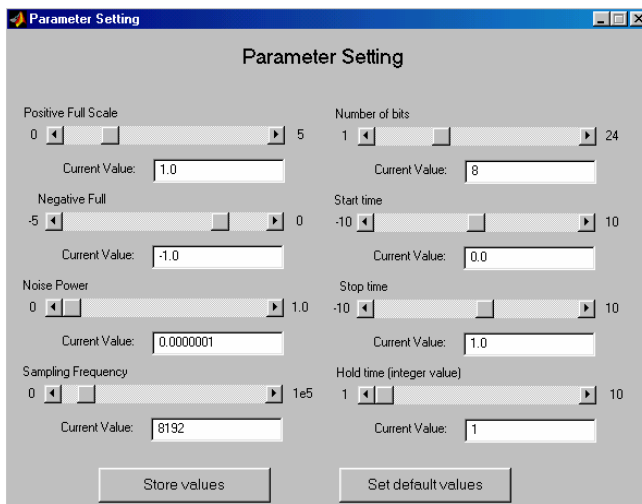 Parameter Setting
Parameter Setting
Positive Full Scale
0 5
Current Value: 1.0
Negative Full
-5 0
Current Value: -1.0
Noise Power
0 1.0
Current Value: 0.0000001
Sampling Frequency
0 1e5
Current Value: 8192
Number of bits
1 24
Current Value: 8
Start time
-10 10
Current Value: 0.0
Stop time
-10 10
Current Value: 1.0
Hold time (integer value)
1 10
Current Value: 1
Store values
Set default values